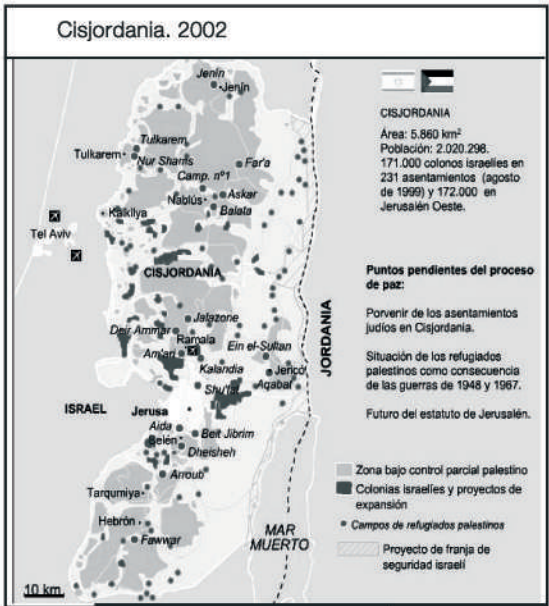 Cisjordania. 2002
Jenín
Jenín
Tulkarem
Tulkarem
Nur Shams
Far'a
Camp. nº1
Nablús
Askar
Balata
Kalkilya
Tel Aviv
CISJORDANIA
Jalazone
Deir Ammar
Ramala
Ein el-Sultan
Am'ari
Kalandia
Jericó
Aqabat
Shu'fat
ISRAEL
Jerusa
Aida
Belén
Beit Jibrim
Dheisheh
Arroub
Tarqumiya
Hebrón
Fawwar
10 km.
JORDANIA
MAR
MUERTO
CISJORDANIA
Área: 5.860 km²
Población: 2.020.298.
171.000 colonos israelíes en
231 asentamientos (agosto
de 1999) y 172.000 en
Jerusalén Oeste.
Puntos pendientes del proceso
de paz:
Porvenir de los asentamientos
judíos en Cisjordania.
Situación de los refugiados
palestinos como consecuencia
de las guerras de 1948 y 1967.
Futuro del estatuto de Jerusalén.
Zona bajo control parcial palestino
Colonias israelíes y proyectos de
expansión
Campos de refugiados palestinos
Proyecto de franja de
seguridad israelí